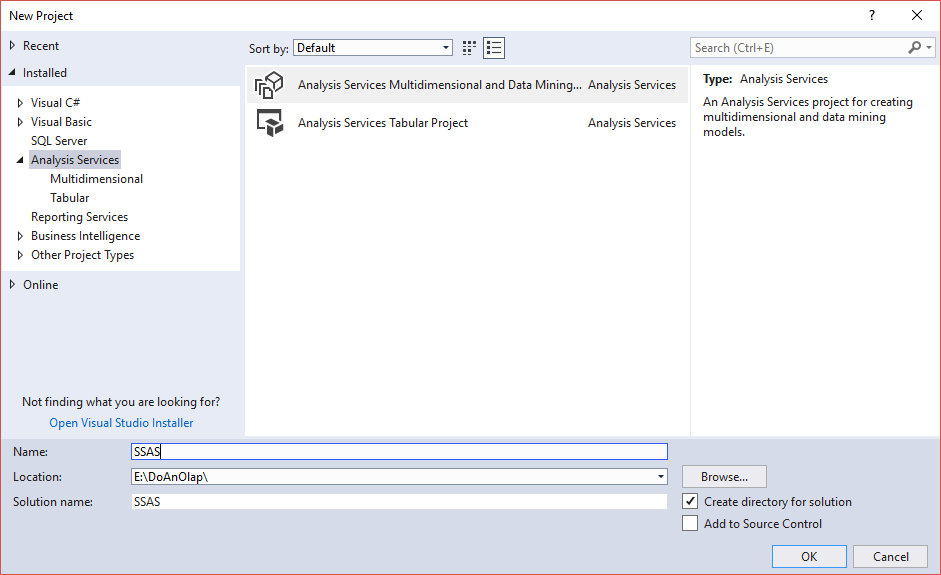 New Project
?
Recent
Installed
Visual C#
Visual Basic
SQL Server
Analysis Services
Multidimensional
Tabular
Reporting Services
Business Intelligence
Other Project Types
Online
Not finding what you are looking for?
Open Visual Studio Installer
Sort by: Default
Analysis Services Multidimensional and Data Mining... Analysis Services
Analysis Services Tabular Project Analysis Services
Search (Ctrl+E)
Type: Analysis Services
An Analysis Services project for creating
multidimensional and data mining
models.
Name: SSAS
Location: E:\DoAnOlap\
Browse...
Solution name: SSAS
Create directory for solution
Add to Source Control
OK Cancel